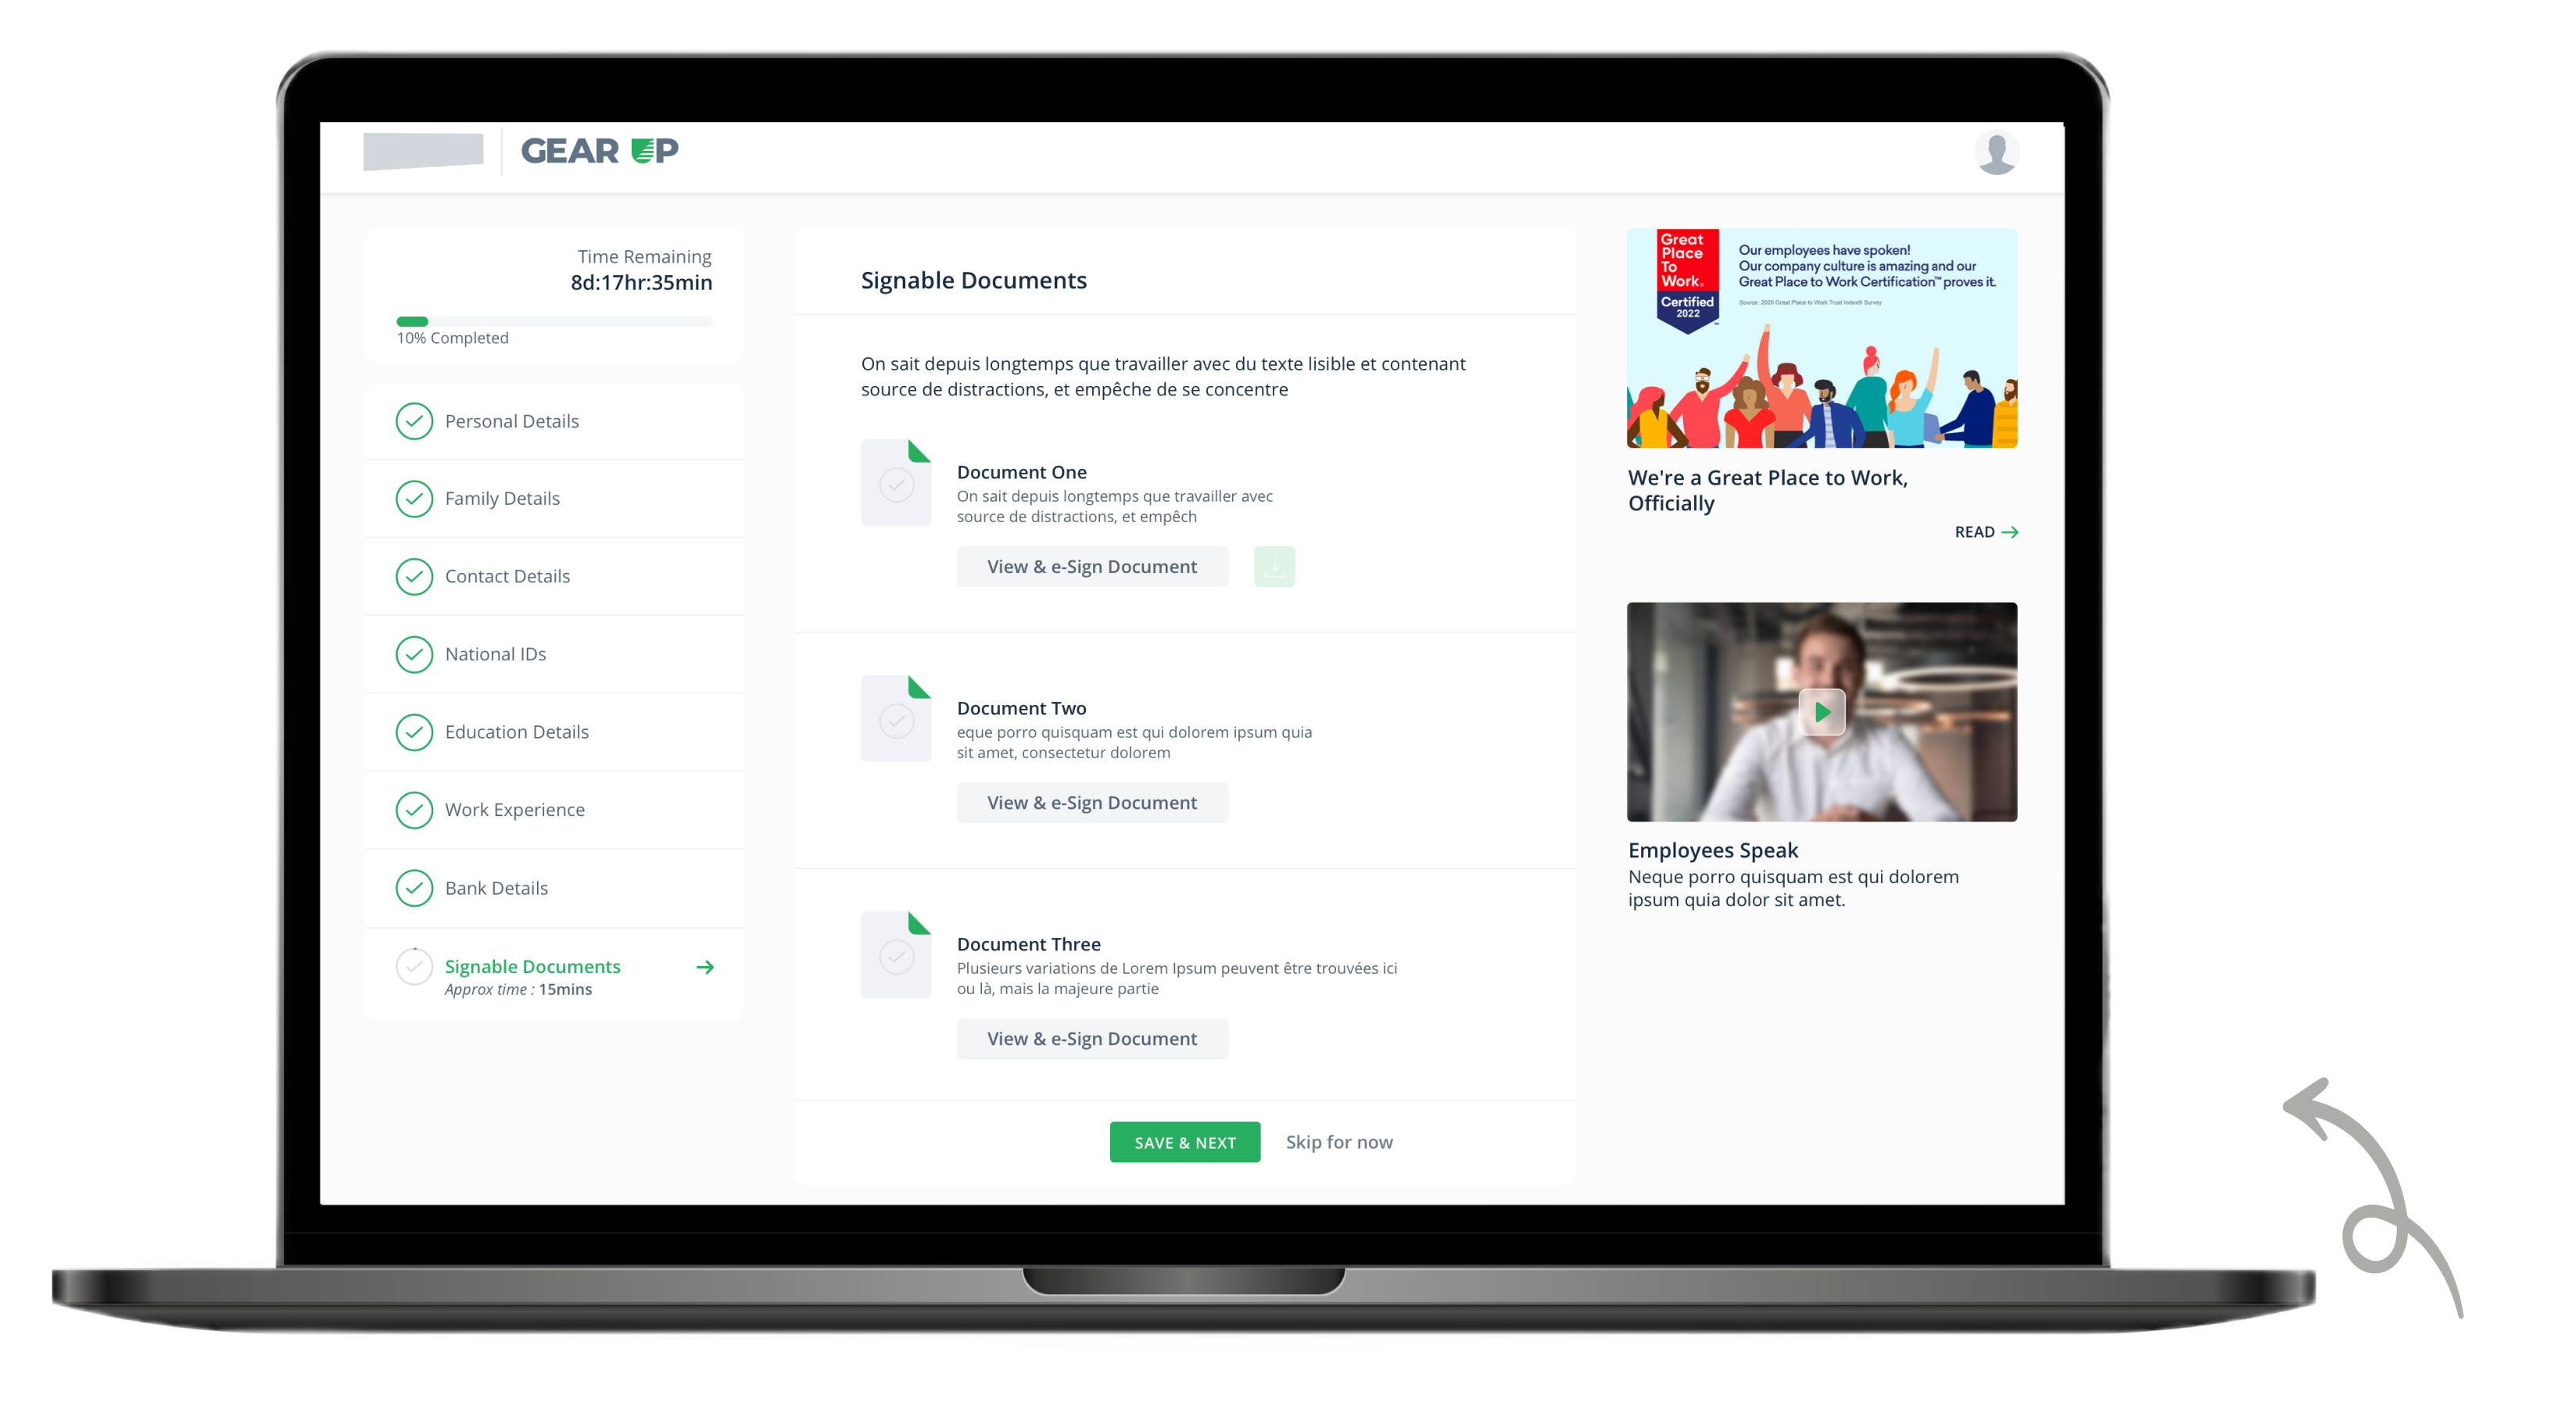 GEAR UP
Time Remaining
8d:17hr:35min
10% Completed
Personal Details
Family Details
Contact Details
National IDs
Education Details
Work Experience
Bank Details
Signable Documents
Approx time : 15mins
Signable Documents
On sait depuis longtemps que travailler avec du texte lisible et contenant
source de distractions, et empêche de se concentre
Document One
On sait depuis longtemps que travailler avec
source de distractions, et empêch
View & e-Sign Document
Document Two
eque porro quisquam est qui dolorem ipsum quia
sit amet, consectetur dolorem
View & e-Sign Document
Document Three
Plusieurs variations de Lorem Ipsum peuvent être trouvées ici
ou là, mais la majeure partie
View & e-Sign Document
SAVE & NEXT
Skip for now
Great
Place
To
Work.
Certified
2022
Our employees have spoken!
Our company culture is amazing and our
Great Place to Work Certification™ proves it.
Source: 2020 Great Place to Work Trust Index® Survey
We're a Great Place to Work,
Officially
READ
Employees Speak
Neque porro quisquam est qui dolorem
ipsum quia dolor sit amet.